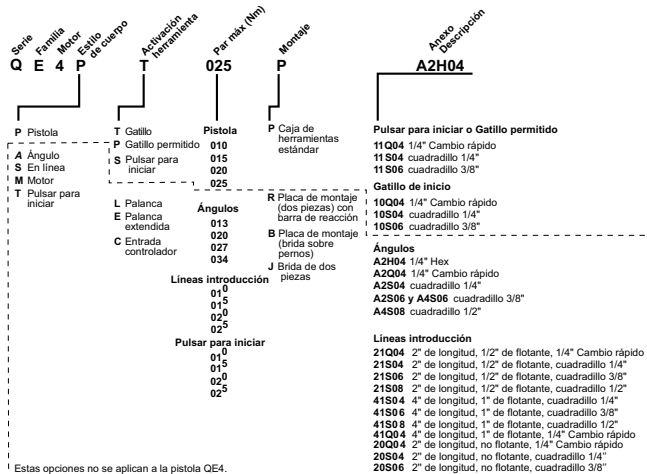 Serie
Familia
Motor
Estilo de cuerpo
Activación herramienta
Par máx (Nm)
Montaje
Anexo Descripción
Q E 4 P T 025 P A2H04
P Pistola
A Ángulo
S En línea
M Motor
T Pulsar para
iniciar
T Gatillo
P Gatillo permitido
S Pulsar para
iniciar
L Palanca
E Palanca
extendida
C Entrada
controlador
Pistola
010
015
020
025
Ángulos
013
020
027
034
Líneas introducción
010
015
020
025
Pulsar para iniciar
010
015
020
025
P Caja de
herramientas
estándar
R Placa de montaje
(dos piezas) con
barra de reacción
B Placa de montaje
(brida sobre
pernos)
J Brida de dos
piezas
Pulsar para iniciar o Gatillo permitido
11Q04 1/4" Cambio rápido
11S04 cuadradillo 1/4"
11S06 cuadradillo 3/8"
Gatillo de inicio
10Q04 1/4" Cambio rápido
10S04 cuadradillo 1/4"
10S06 cuadradillo 3/8"
Ángulos
A2H04 1/4" Hex
A2Q04 1/4" Cambio rápido
A2S04 cuadradillo 1/4"
A2S06 y A4S06 cuadradillo 3/8"
A4S08 cuadradillo 1/2"
Líneas introducción
21Q04 2" de longitud, 1/2" de flotante, 1/4" Cambio rápido
21S04 2" de longitud, 1/2" de flotante, cuadradillo 1/4"
21S06 2" de longitud, 1/2" de flotante, cuadradillo 3/8"
21S08 2" de longitud, 1/2" de flotante, cuadradillo 1/2"
41S04 4" de longitud, 1" de flotante, cuadradillo 1/4"
41S06 4" de longitud, 1" de flotante, cuadradillo 3/8"
41S08 4" de longitud, 1" de flotante, cuadradillo 1/2"
41Q04 4" de longitud, 1" de flotante, 1/4" Cambio rápido
20Q04 2" de longitud, no flotante, 1/4" Cambio rápido
20S04 2" de longitud, no flotante, cuadradillo 1/4"
20S06 2" de longitud, no flotante, cuadradillo 3/8"
Estas opciones no se aplican a la pistola QE4.